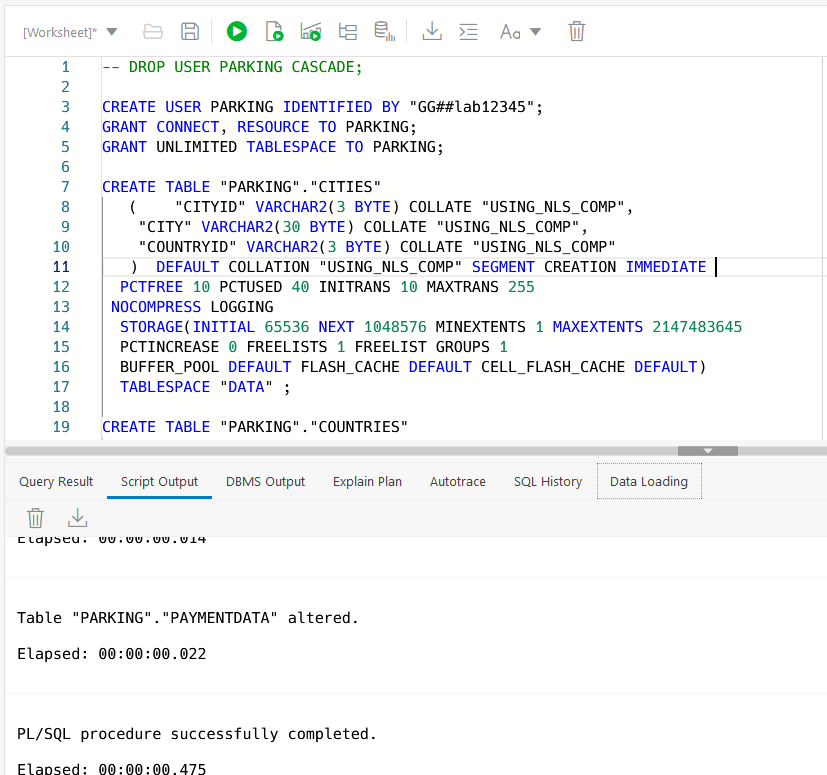 [Worksheet]*
Aa
1 -- DROP USER PARKING CASCADE;
2
3 CREATE USER PARKING IDENTIFIED BY "GG##lab12345";
4 GRANT CONNECT, RESOURCE TO PARKING;
5 GRANT UNLIMITED TABLESPACE TO PARKING;
6
7 CREATE TABLE "PARKING"."CITIES"
8 ( "CITYID" VARCHAR2(3 BYTE) COLLATE "USING_NLS_COMP",
9 "CITY" VARCHAR2(30 BYTE) COLLATE "USING_NLS_COMP",
10 "COUNTRYID" VARCHAR2(3 BYTE) COLLATE "USING_NLS_COMP"
11 ) DEFAULT COLLATION "USING_NLS_COMP" SEGMENT CREATION IMMEDIATE
12 PCTFREE 10 PCTUSED 40 INITRANS 10 MAXTRANS 255
13 NOCOMPRESS LOGGING
14 STORAGE(INITIAL 65536 NEXT 1048576 MINEXTENTS 1 MAXEXTENTS 2147483645
15 PCTINCREASE 0 FREELISTS 1 FREELIST GROUPS 1
16 BUFFER_POOL DEFAULT FLASH_CACHE DEFAULT CELL_FLASH_CACHE DEFAULT)
17 TABLESPACE "DATA" ;
18
19 CREATE TABLE "PARKING"."COUNTRIES"
Query Result Script Output DBMS Output Explain Plan Autotrace SQL History Data Loading
Elapsed: 00:00:00.014
Table "PARKING"."PAYMENTDATA" altered.
Elapsed: 00:00:00.022
PL/SQL procedure successfully completed.
Elapsed: 00:00:00.475